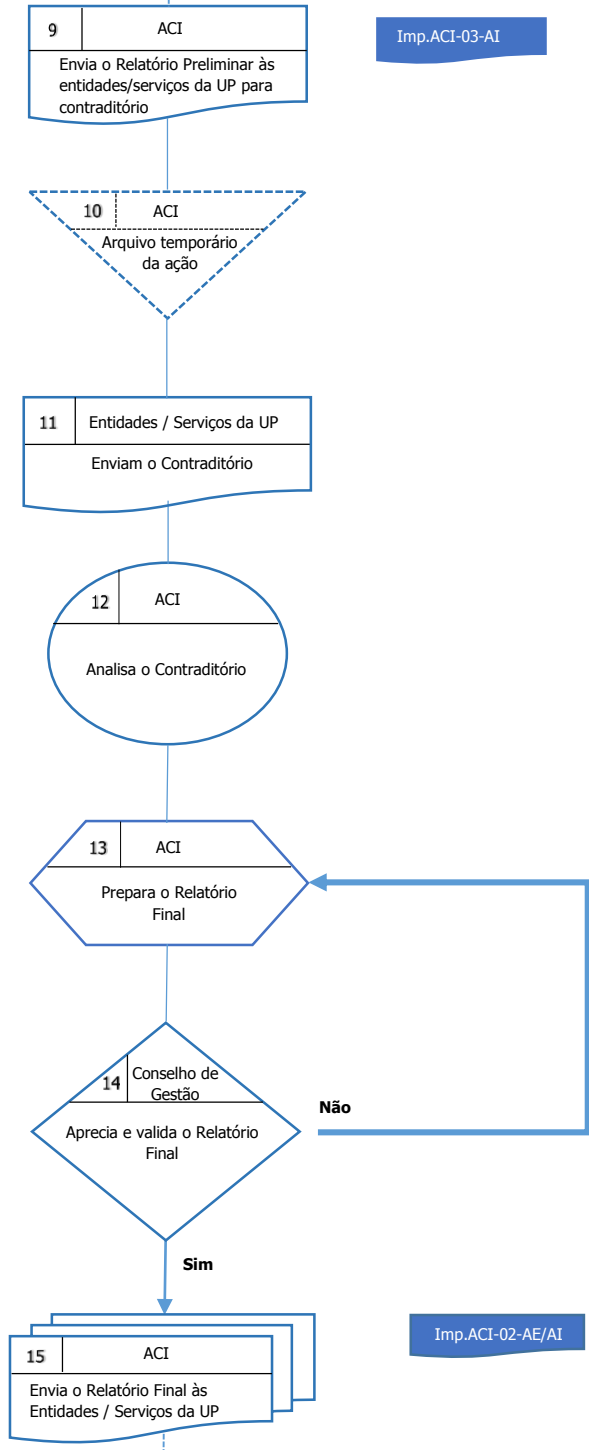 9 ACI
Imp.ACI-03-AI
Envia o Relatório Preliminar às
entidades/serviços da UP para
contraditório
10 ACI
Arquivo temporário
da ação
11 Entidades / Serviços da UP
Enviam o Contraditório
12 ACI
Analisa o Contraditório
13 ACI
Prepara o Relatório
Final
14 Conselho de
Gestão
Não
Aprecia e valida o Relatório
Final
Sim
Imp.ACI-02-AE/AI
15 ACI
Envia o Relatório Final às
Entidades / Serviços da UP